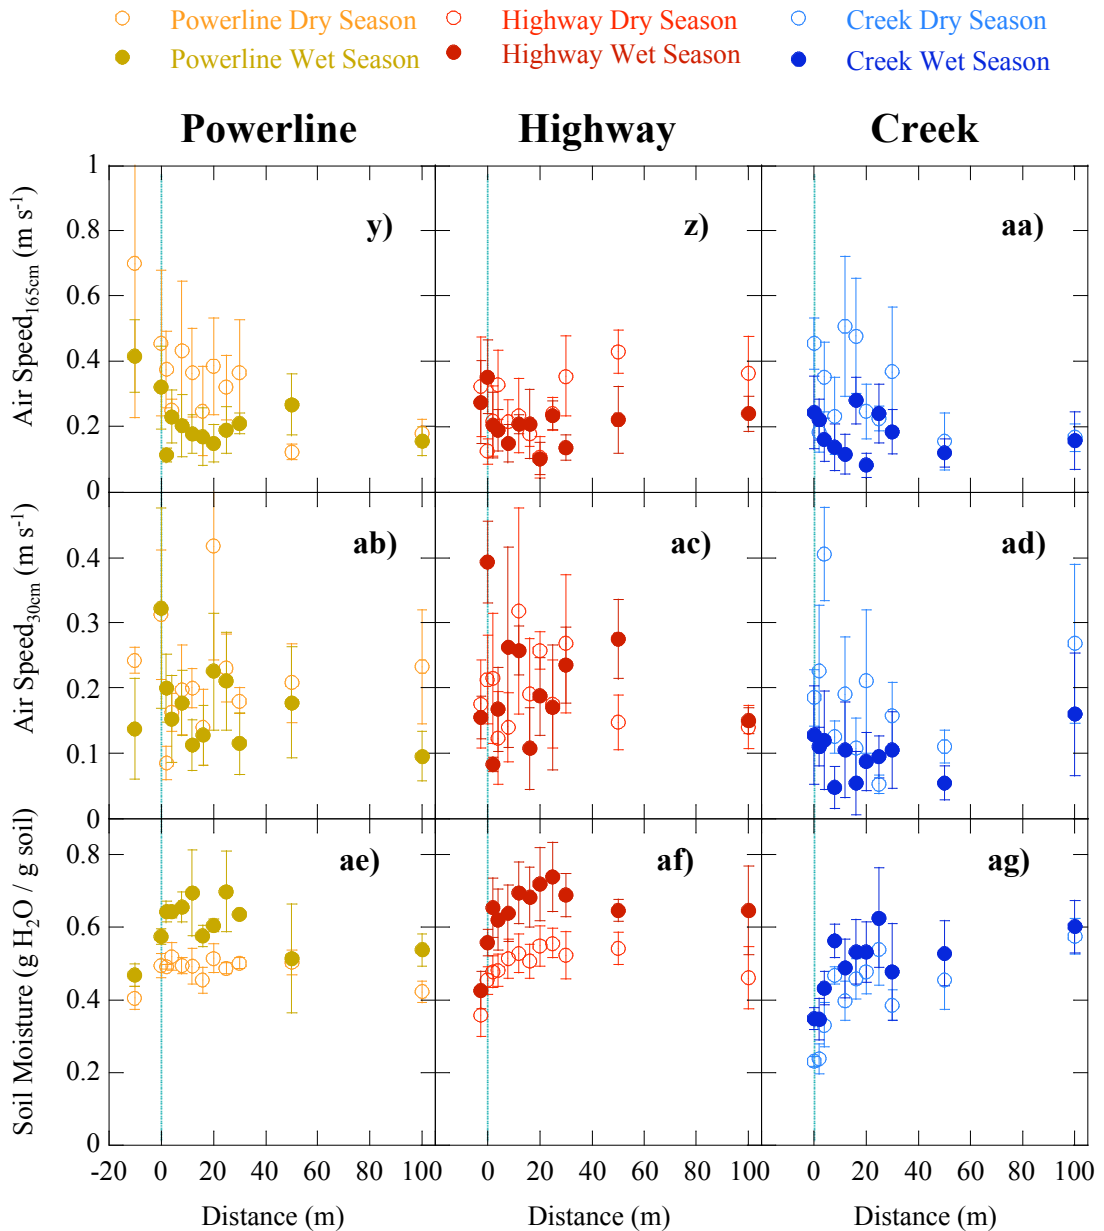 Powerline Dry Season Highway Dry Season Creek Dry Season
Powerline Wet Season Highway Wet Season Creek Wet Season
Powerline Highway Creek
1
0.8
0.6
0.4
0.2
0
Air Speed165cm (m s-1)
y) z) aa)
0.4
0.3
0.2
0.1
0
Air Speed30cm (m s-1)
ab) ac) ad)
0.8
0.6
0.4
0.2
0
Soil Moisture (g H2O / g soil)
ae) af) ag)
-20 0 20 40 60 80 100 0 20 40 60 80 100 0 20 40 60 80 100
Distance (m) Distance (m) Distance (m)